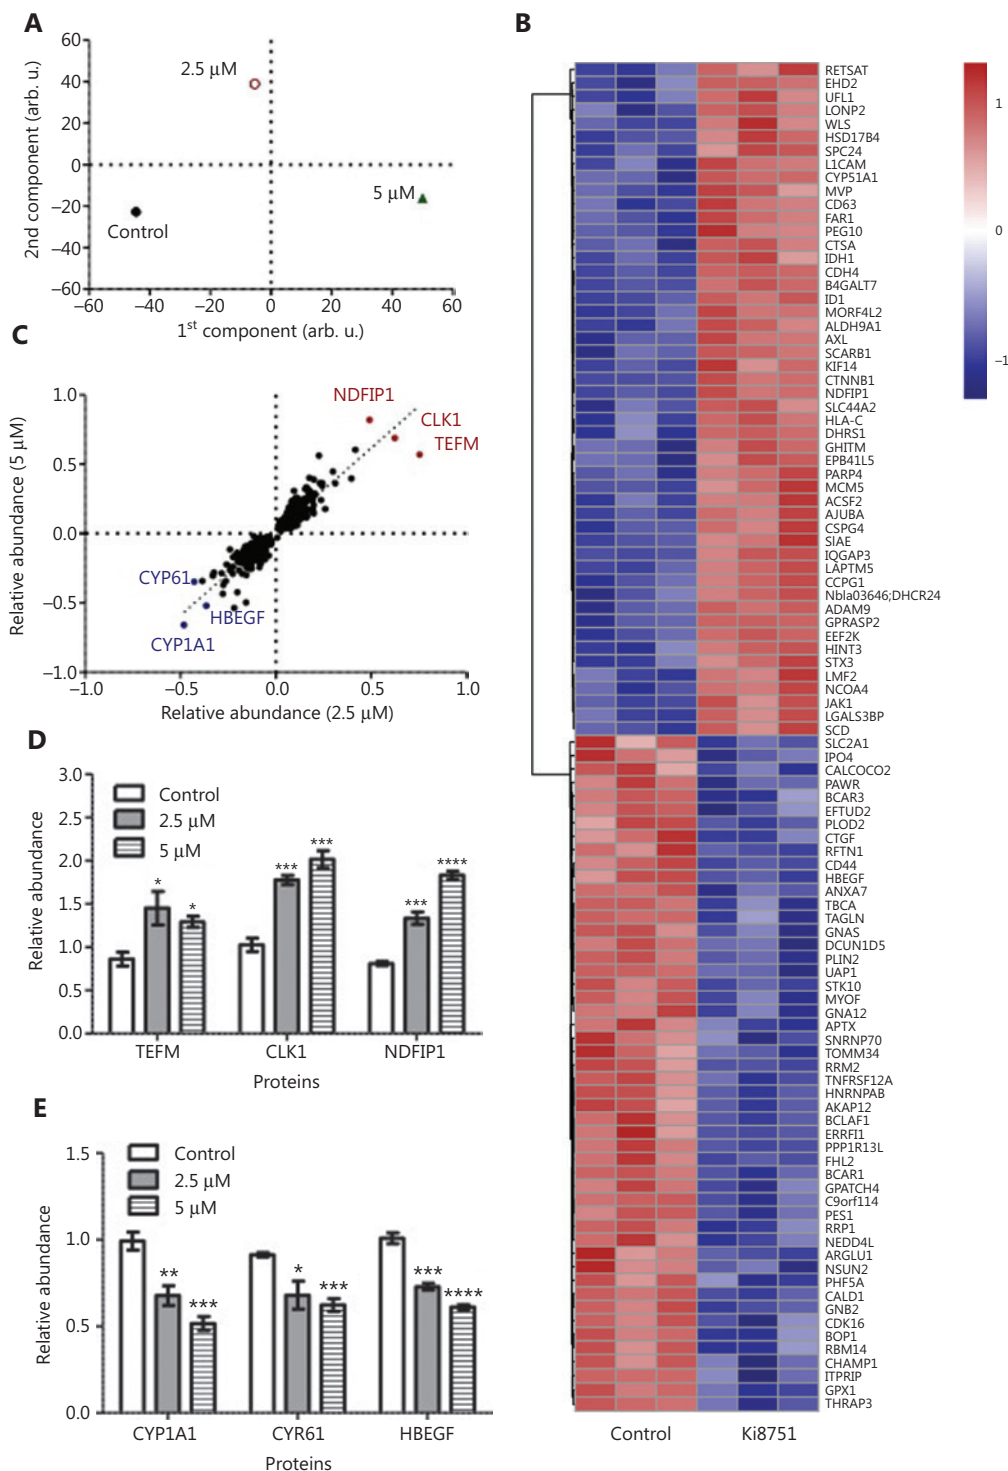 A
60
40
20
0
−20
−40
−60
2nd component (arb. u.)
2.5 µM
5 µM
Control
−60
−40
−20
0
20
40
60
1st component (arb. u.)
B
RETSAT
EHD2
UFL1
LONP2
WLS
HSD17B4
SPC24
L1CAM
CYP51A1
MVP
CD63
FAR1
PEG10
CTSA
IDH1
CDH4
B4GALT7
ID1
MORF4L2
ALDH9A1
AXL
SCARB1
KIF14
CTNNB1
NDFIP1
SLC44A2
HLA-C
DHRS1
GHITM
EPB41L5
PARP4
MCM5
ACSF2
AJUBA
CSPG4
SIAE
IQGAP3
LAPTM5
CCPG1
Nbla03646;DHCR24
ADAM9
GPRASP2
EEF2K
HINT3
STX3
LMF2
NCOA4
JAK1
LGALS3BP
SCD
SLC2A1
IPO4
CALCOCO2
PAWR
BCAR3
EFTUD2
PLOD2
CTGF
RFTN1
CD44
HBEGF
ANXA7
TBCA
TAGLN
GNAS
DCUN1D5
PLIN2
UAP1
STK10
MYOF
GNA12
APTX
SNRNP70
TOMM34
RRM2
TNFRSF12A
HNRNPAB
AKAP12
BCLAF1
ERRFI1
PPP1R13L
FHL2
BCAR1
GPATCH4
C9orf114
PES1
RRP1
NEDD4L
ARGLU1
NSUN2
PHF5A
CALD1
GNB2
CDK16
BOP1
RBM14
CHAMP1
ITPRIP
GPX1
THRAP3
Control
Ki8751
1
0
−1
C
1.0
0.5
0.0
−0.5
−1.0
Relative abundance (5 µM)
NDFIP1
CLK1
TEFM
CYP61
HBEGF
CYP1A1
−1.0
−0.5
0.0
0.5
1.0
Relative abundance (2.5 µM)
D
3.0
2.5
2.0
1.5
1.0
0.5
0.0
Relative abundance
Control
2.5 µM
5 µM
*
*
***
***
***
****
TEFM
CLK1
NDFIP1
Proteins
E
1.5
1.0
0.5
0.0
Relative abundance
Control
2.5 µM
5 µM
**
***
*
***
***
****
CYP1A1
CYR61
HBEGF
Proteins